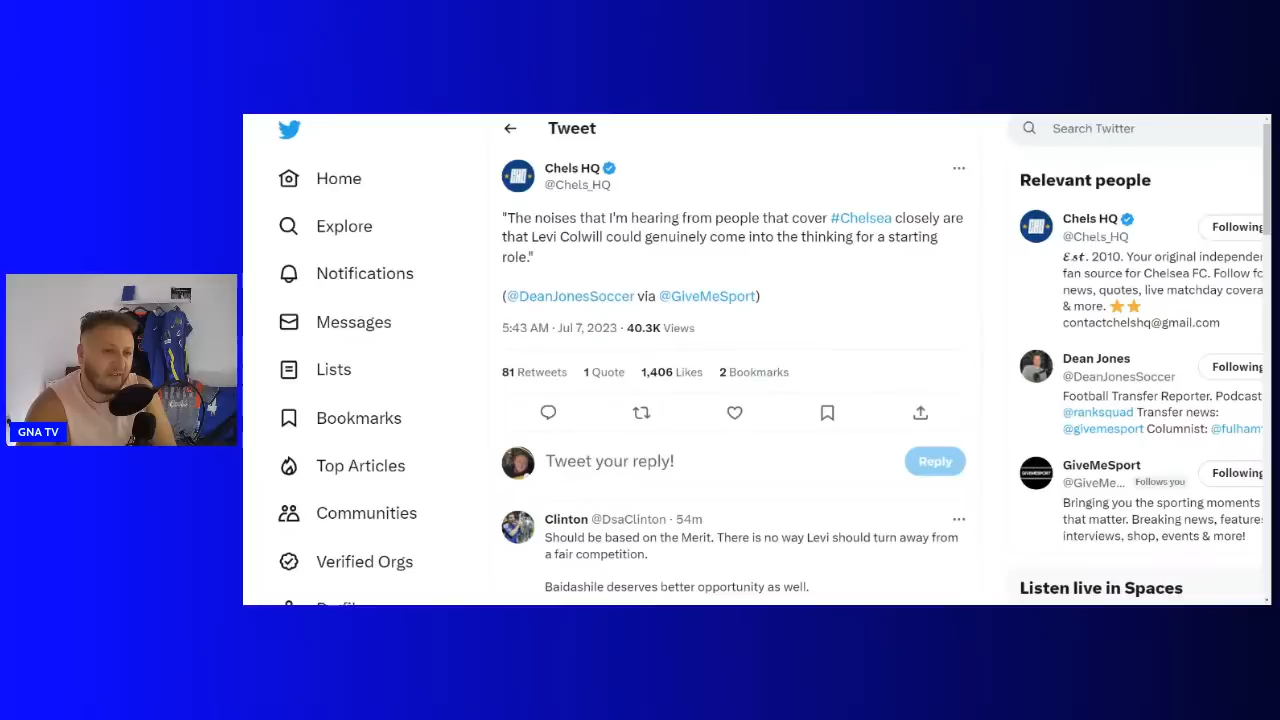 Tweet
Search Twitter
Home
Explore
Notifications
Messages
Lists
Bookmarks
Top Articles
Communities
Verified Orgs
Chels HQ
@Chels_HQ
"The noises that I'm hearing from people that cover #Chelsea closely are
that Levi Colwill could genuinely come into the thinking for a starting
role."
(@DeanJonesSoccer via @GiveMeSport)
5:43 AM · Jul 7, 2023 · 40.3K Views
81 Retweets 1 Quote 1,406 Likes 2 Bookmarks
Tweet your reply!
Reply
Clinton @DsaClinton · 54m
Should be based on the Merit. There is no way Levi should turn away from
a fair competition.
Baidashile deserves better opportunity as well.
Relevant people
Chels HQ
@Chels_HQ
Following
Est. 2010. Your original independen
fan source for Chelsea FC. Follow fo
news, quotes, live matchday covera
& more.
contactchelshq@gmail.com
Dean Jones
@DeanJonesSoccer
Following
Football Transfer Reporter. Podcast
@ranksquad Transfer news:
@givemesport Columnist: @fulham
GiveMeSport
@GiveMe... Follows you
Following
Bringing you the sporting moments
that matter. Breaking news, features
interviews, shop, events & more!
Listen live in Spaces
GNA TV